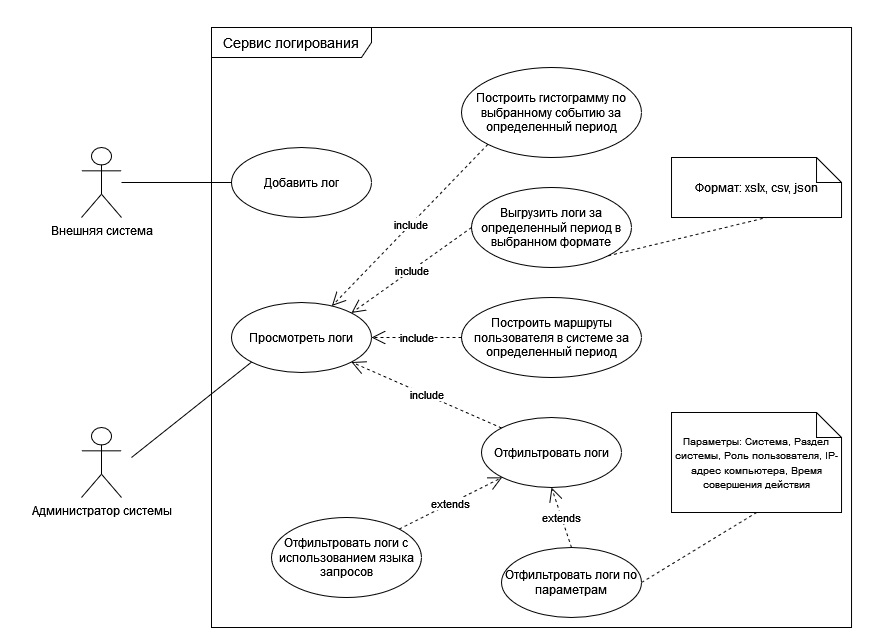 Сервис логирования
Построить гистограмму по
выбранному событию за
определенный период
Формат: xslx, csv, json
Добавить лог
Внешняя система
Выгрузить логи за
определенный период в
выбранном формате
include
include
Просмотреть логи
include
Построить маршруты
пользователя в системе за
определенный период
include
Администратор системы
Отфильтровать логи
Параметры: Система, Раздел
системы, Роль пользователя, IP-
адрес компьютера, Время
совершения действия
extends
extends
Отфильтровать логи с
использованием языка
запросов
Отфильтровать логи по
параметрам